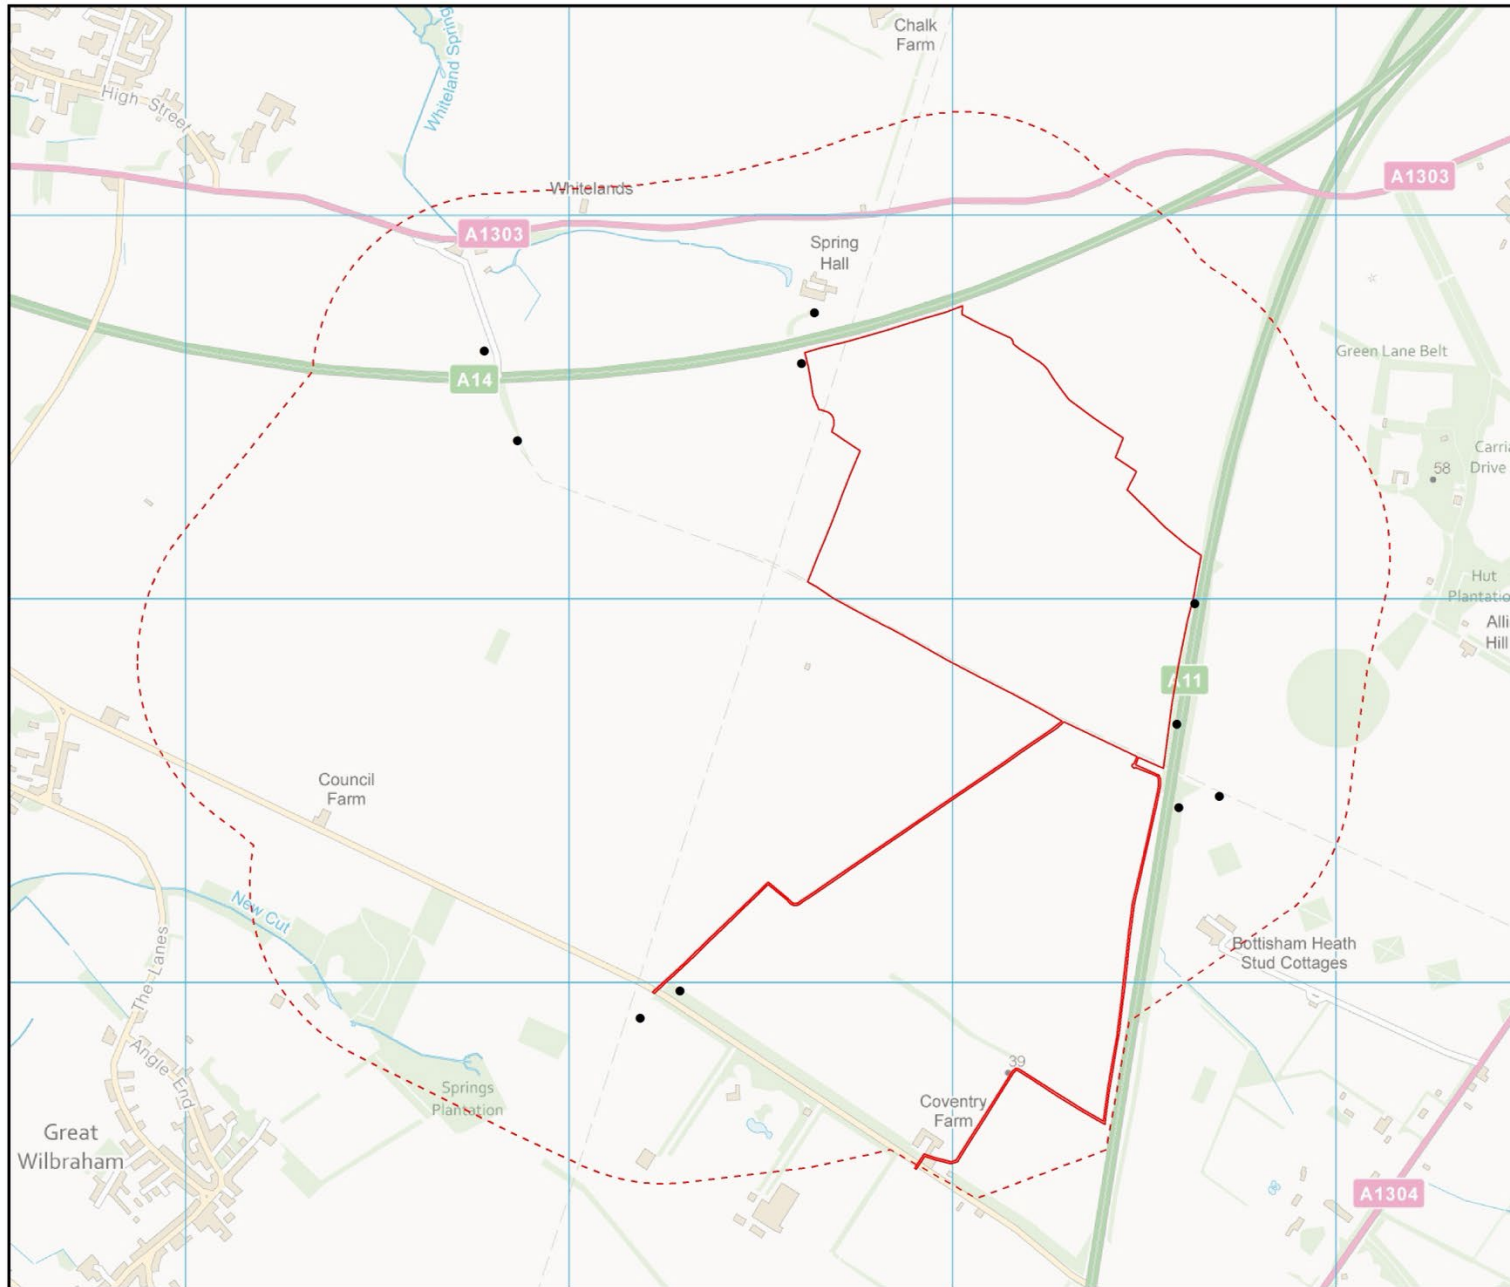 Chalk
Farm
Whiteland Spring
High Street
Whitelands
A1303
A1303
Spring
Hall
A14
Green Lane Belt
58
Drive
Hut
Hill
A11
Council
Farm
New Cut
The Lanes
Bottisham Heath
Stud Cottages
Angle End
39
Springs
Plantation
Coventry
Farm
Great
Wilbraham
A1304